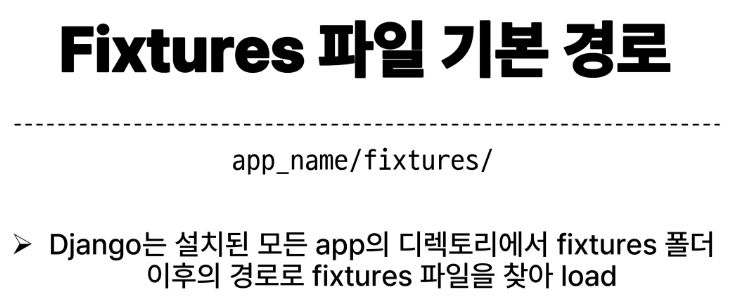 Fixtures 파일 기본 경로
app_name/fixtures/
➢ Django는 설치된 모든 app의 디렉토리에서 fixtures 폴더
이후의 경로로 fixtures 파일을 찾아 load